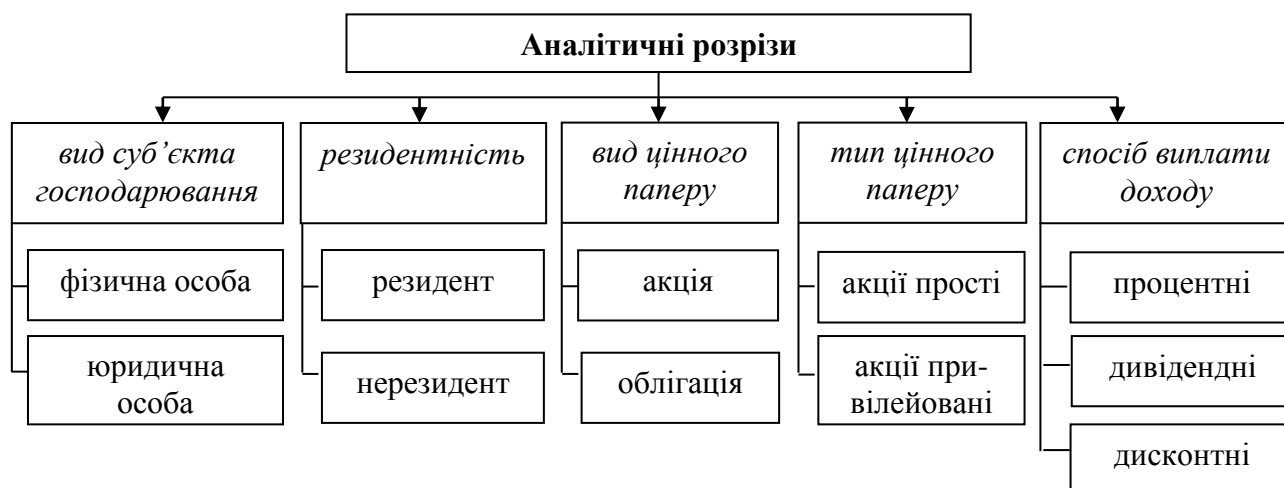 Аналітичні розрізи
вид суб’єкта
господарювання
резидентність
вид цінного
паперу
тип цінного
паперу
спосіб виплати
доходу
фізична особа
юридична
особа
резидент
нерезидент
акція
облігація
акції прості
акції при-
вілейовані
процентні
дивідендні
дисконтні